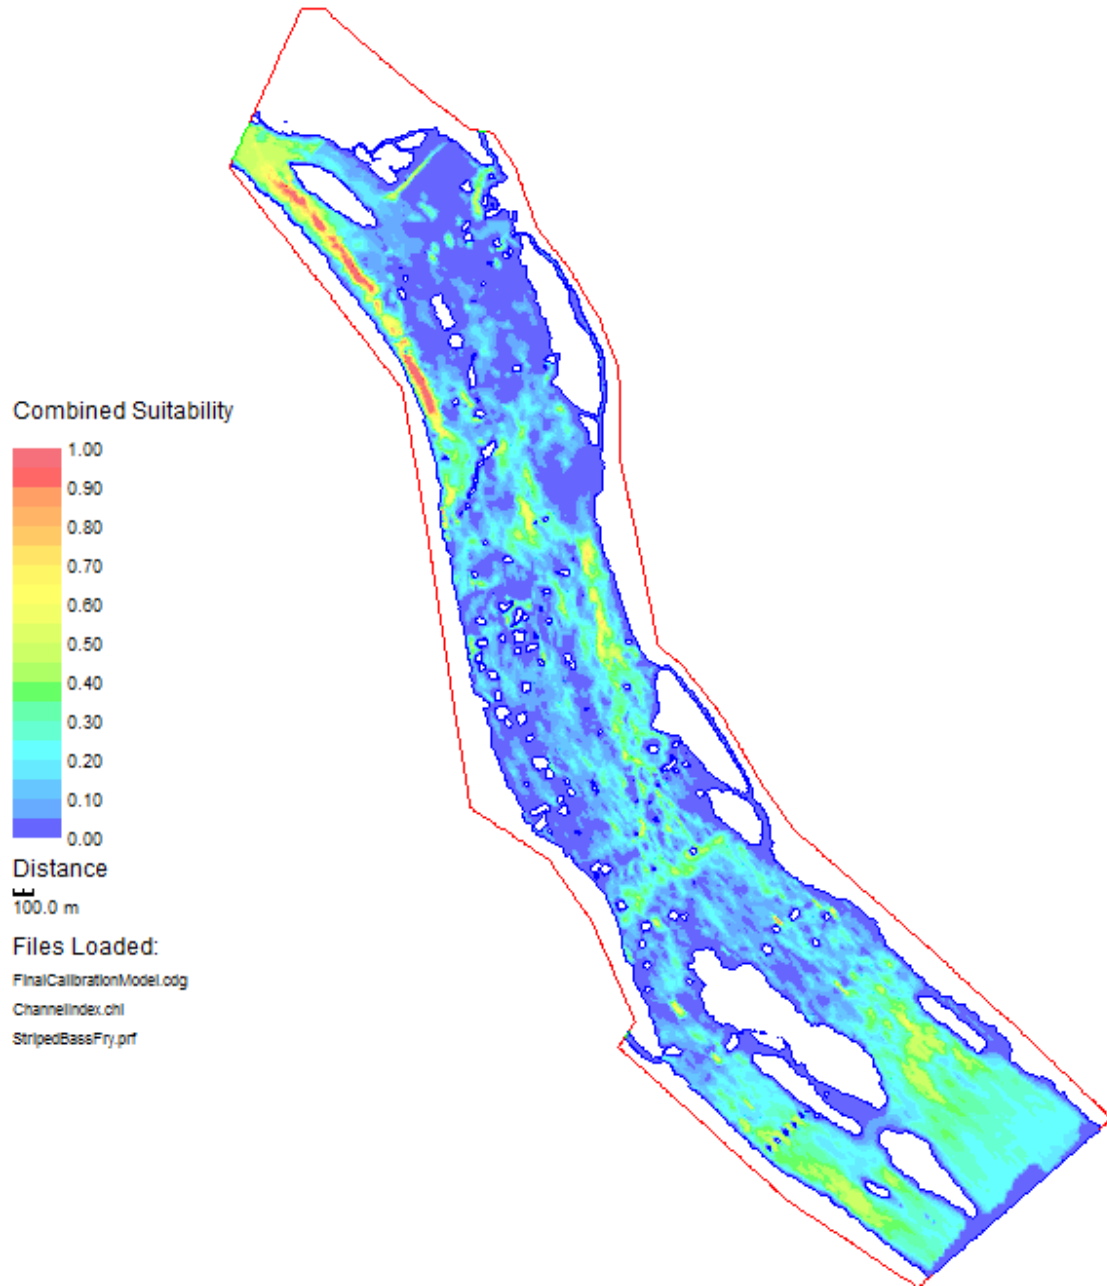 Combined Suitability
1.00
0.90
0.80
0.70
0.60
0.50
0.40
0.30
0.20
0.10
0.00
Distance
100.0 m
Files Loaded:
FinalCalibrationModel.cdg
ChannelIndex.chi
StripedBassFry.prf